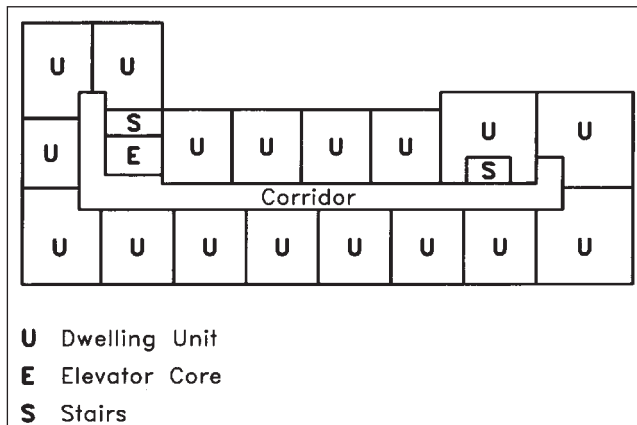 U U
S
U E U U U U U U
S
Corridor
U U U U U U U U
U Dwelling Unit
E Elevator Core
S Stairs